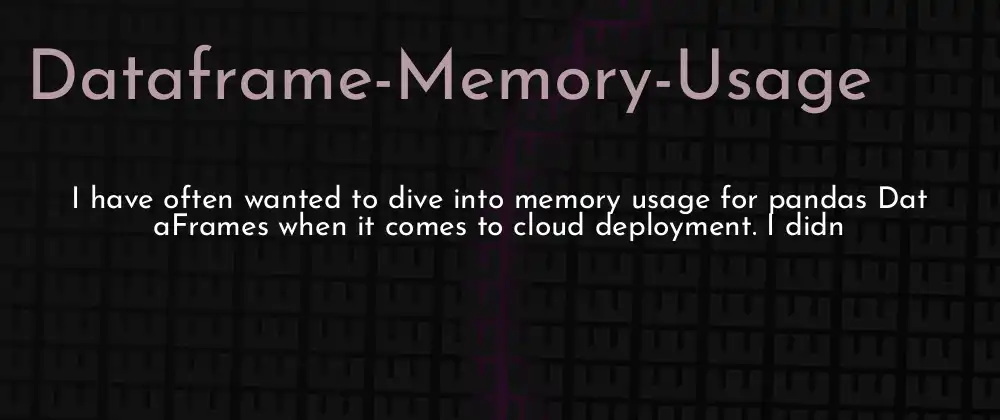 Dataframe-Memory-Usage
I have often wanted to dive into memory usage for pandas Dat
aFrames when it comes to cloud deployment. I didn